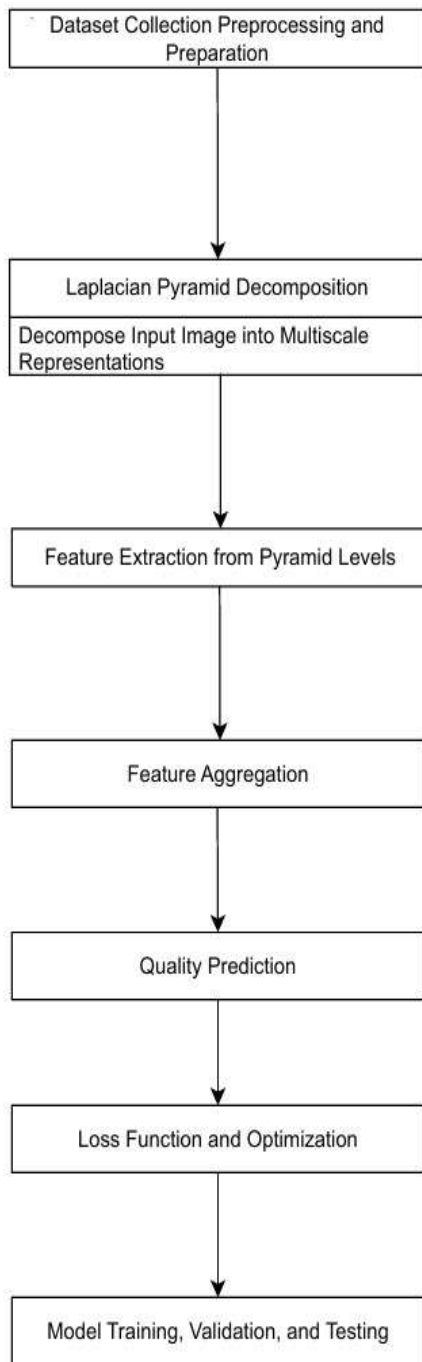 Dataset Collection Preprocessing and
Preparation
Laplacian Pyramid Decomposition
Decompose Input Image into Multiscale
Representations
Feature Extraction from Pyramid Levels
Feature Aggregation
Quality Prediction
Loss Function and Optimization
Model Training, Validation, and Testing